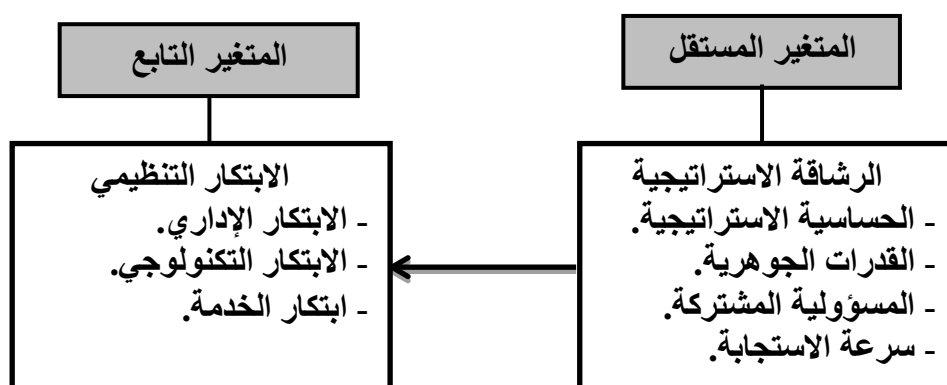 المتغير المستقل
المتغير التابع
الرشاقة الاستراتيجية
- الحساسية الاستراتيجية.
- القدرات الجوهرية.
- المسؤولية المشتركة.
- سرعة الاستجابة.
الابتكار التنظيمي
- الابتكار الإداري.
- الابتكار التكنولوجي.
- ابتكار الخدمة.